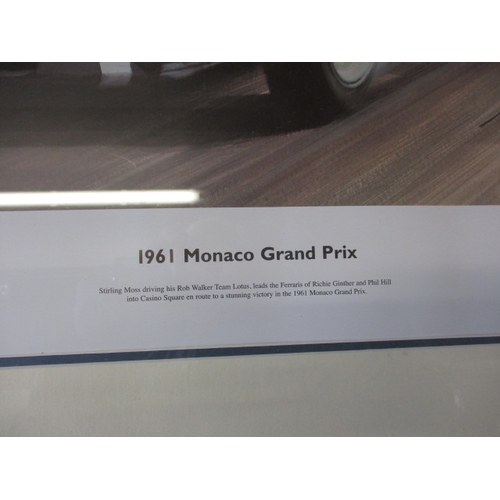 1961 Monaco Grand Prix
Stirling Moss driving his Rob Walker Team Lotus, leads the Ferraris of Richie Ginther and Phil Hill
into Casino Square en route to a stunning victory in the 1961 Monaco Grand Prix.